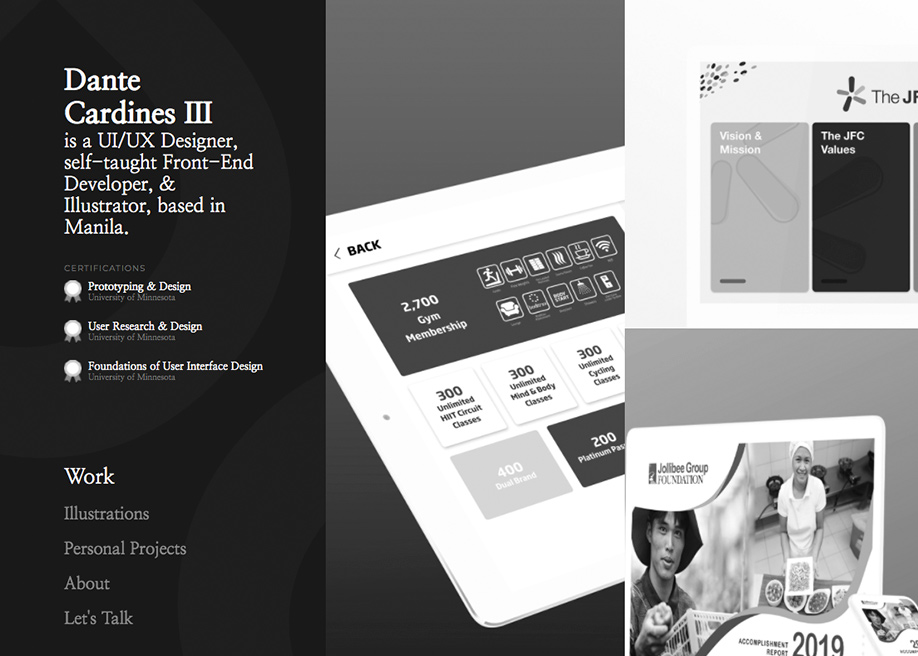 Dante
Cardines III
is a UI/UX Designer,
self-taught Front-End
Developer, &
Illustrator, based in
Manila.
CERTIFICATIONS
Prototyping & Design
University of Minnesota
User Research & Design
University of Minnesota
Foundations of User Interface Design
University of Minnesota
Work
Illustrations
Personal Projects
About
Let's Talk
BACK
2,700
Gym
Membership
300
Unlimited
HIIT Circuit
Classes
300
Unlimited
Mind & Body
Classes
300
Unlimited
Cycling
Classes
400
Dual Brand
200
Platinum Pas
The JF
Vision &
Mission
The JFC
Values
Jollibee Group
FOUNDATION
ACCOMPLISHMENT
REPORT
2019